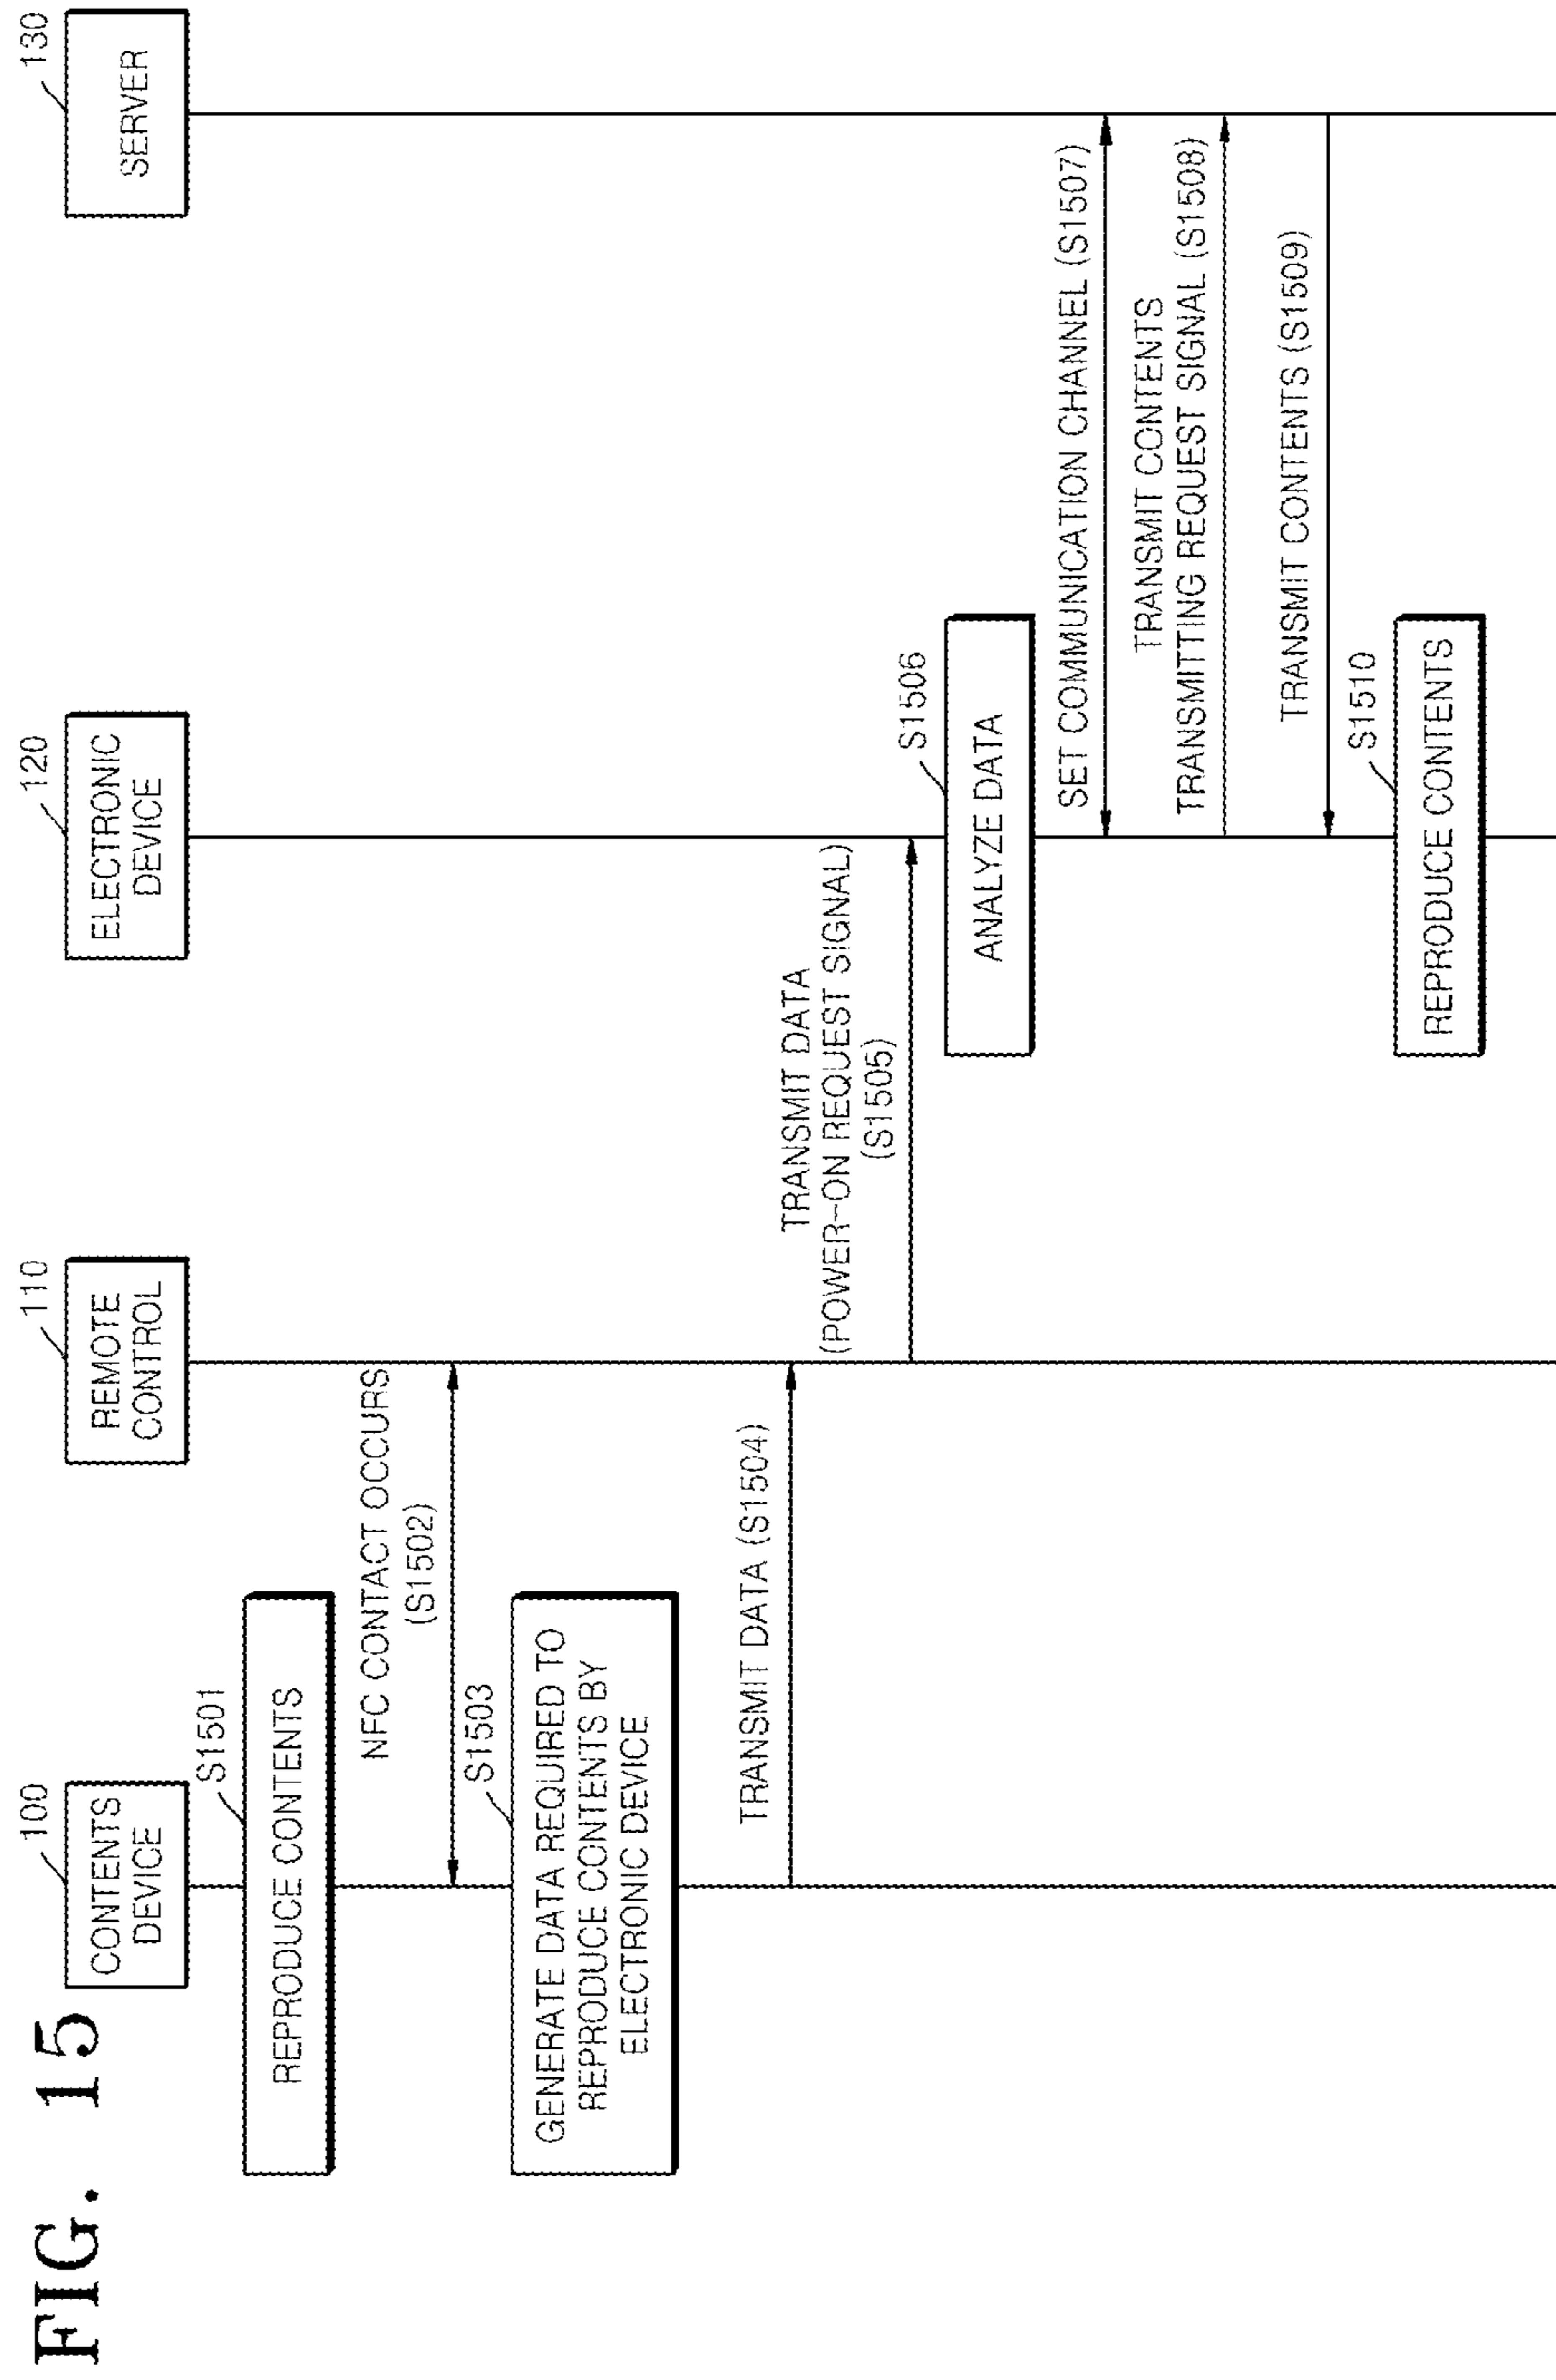 FIG. 15
100
CONTENTS
DEVICE
110
REMOTE
CONTROL
120
ELECTRONIC
DEVICE
130
SERVER
S1501
REPRODUCE CONTENTS
NFC CONTACT OCCURS
(S1502)
S1503
GENERATE DATA REQUIRED TO
REPRODUCE CONTENTS BY
ELECTRONIC DEVICE
TRANSMIT DATA (S1504)
TRANSMIT DATA
(POWER-ON REQUEST SIGNAL)
(S1505)
S1506
ANALYZE DATA
SET COMMUNICATION CHANNEL (S1507)
TRANSMIT CONTENTS
TRANSMITTING REQUEST SIGNAL (S1508)
TRANSMIT CONTENTS (S1509)
S1510
REPRODUCE CONTENTS